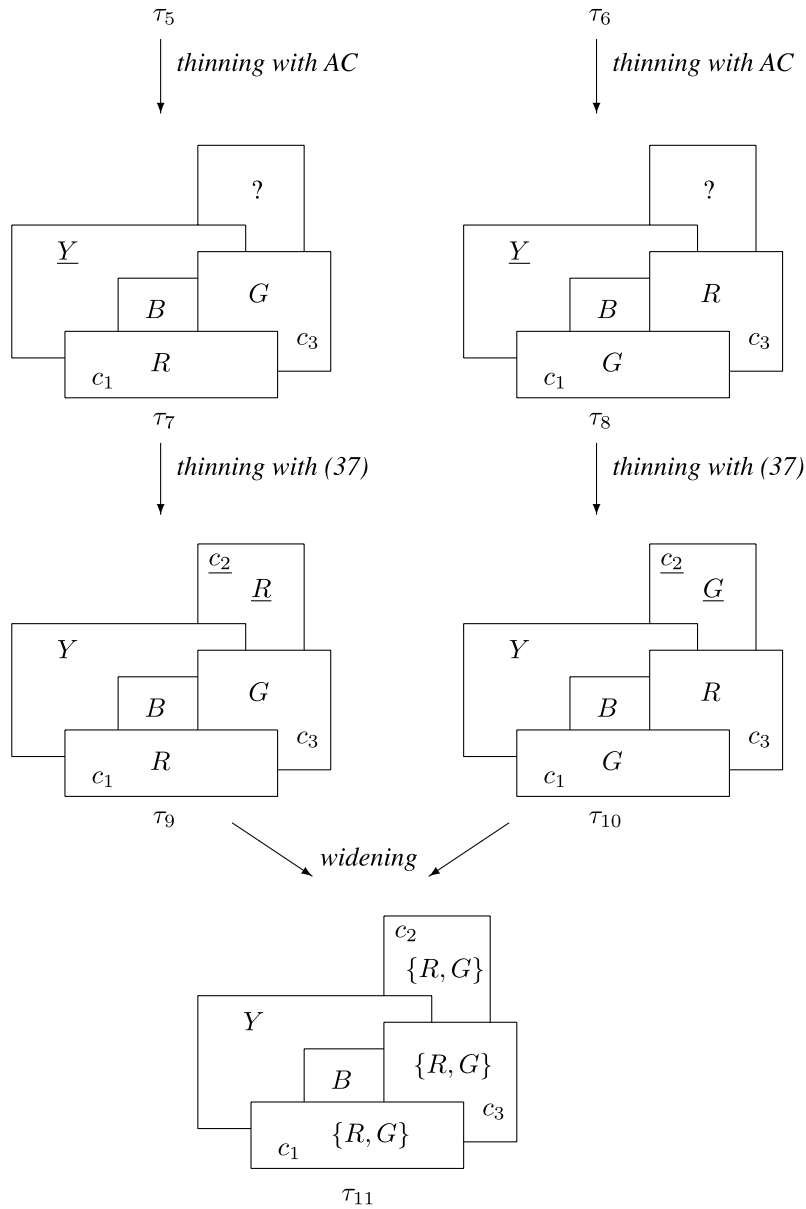 τ5 τ6
thinning with AC thinning with AC
? ?
Y Y
G R
B B
c3 c3
R G
c1 c1
τ7 τ8
thinning with (37) thinning with (37)
c2 c2
R G
Y Y
G R
B B
c3 c3
R G
c1 c1
τ9 τ10
widening
c2
{R, G}
Y
{R, G}
B
c3
{R, G}
c1
τ11